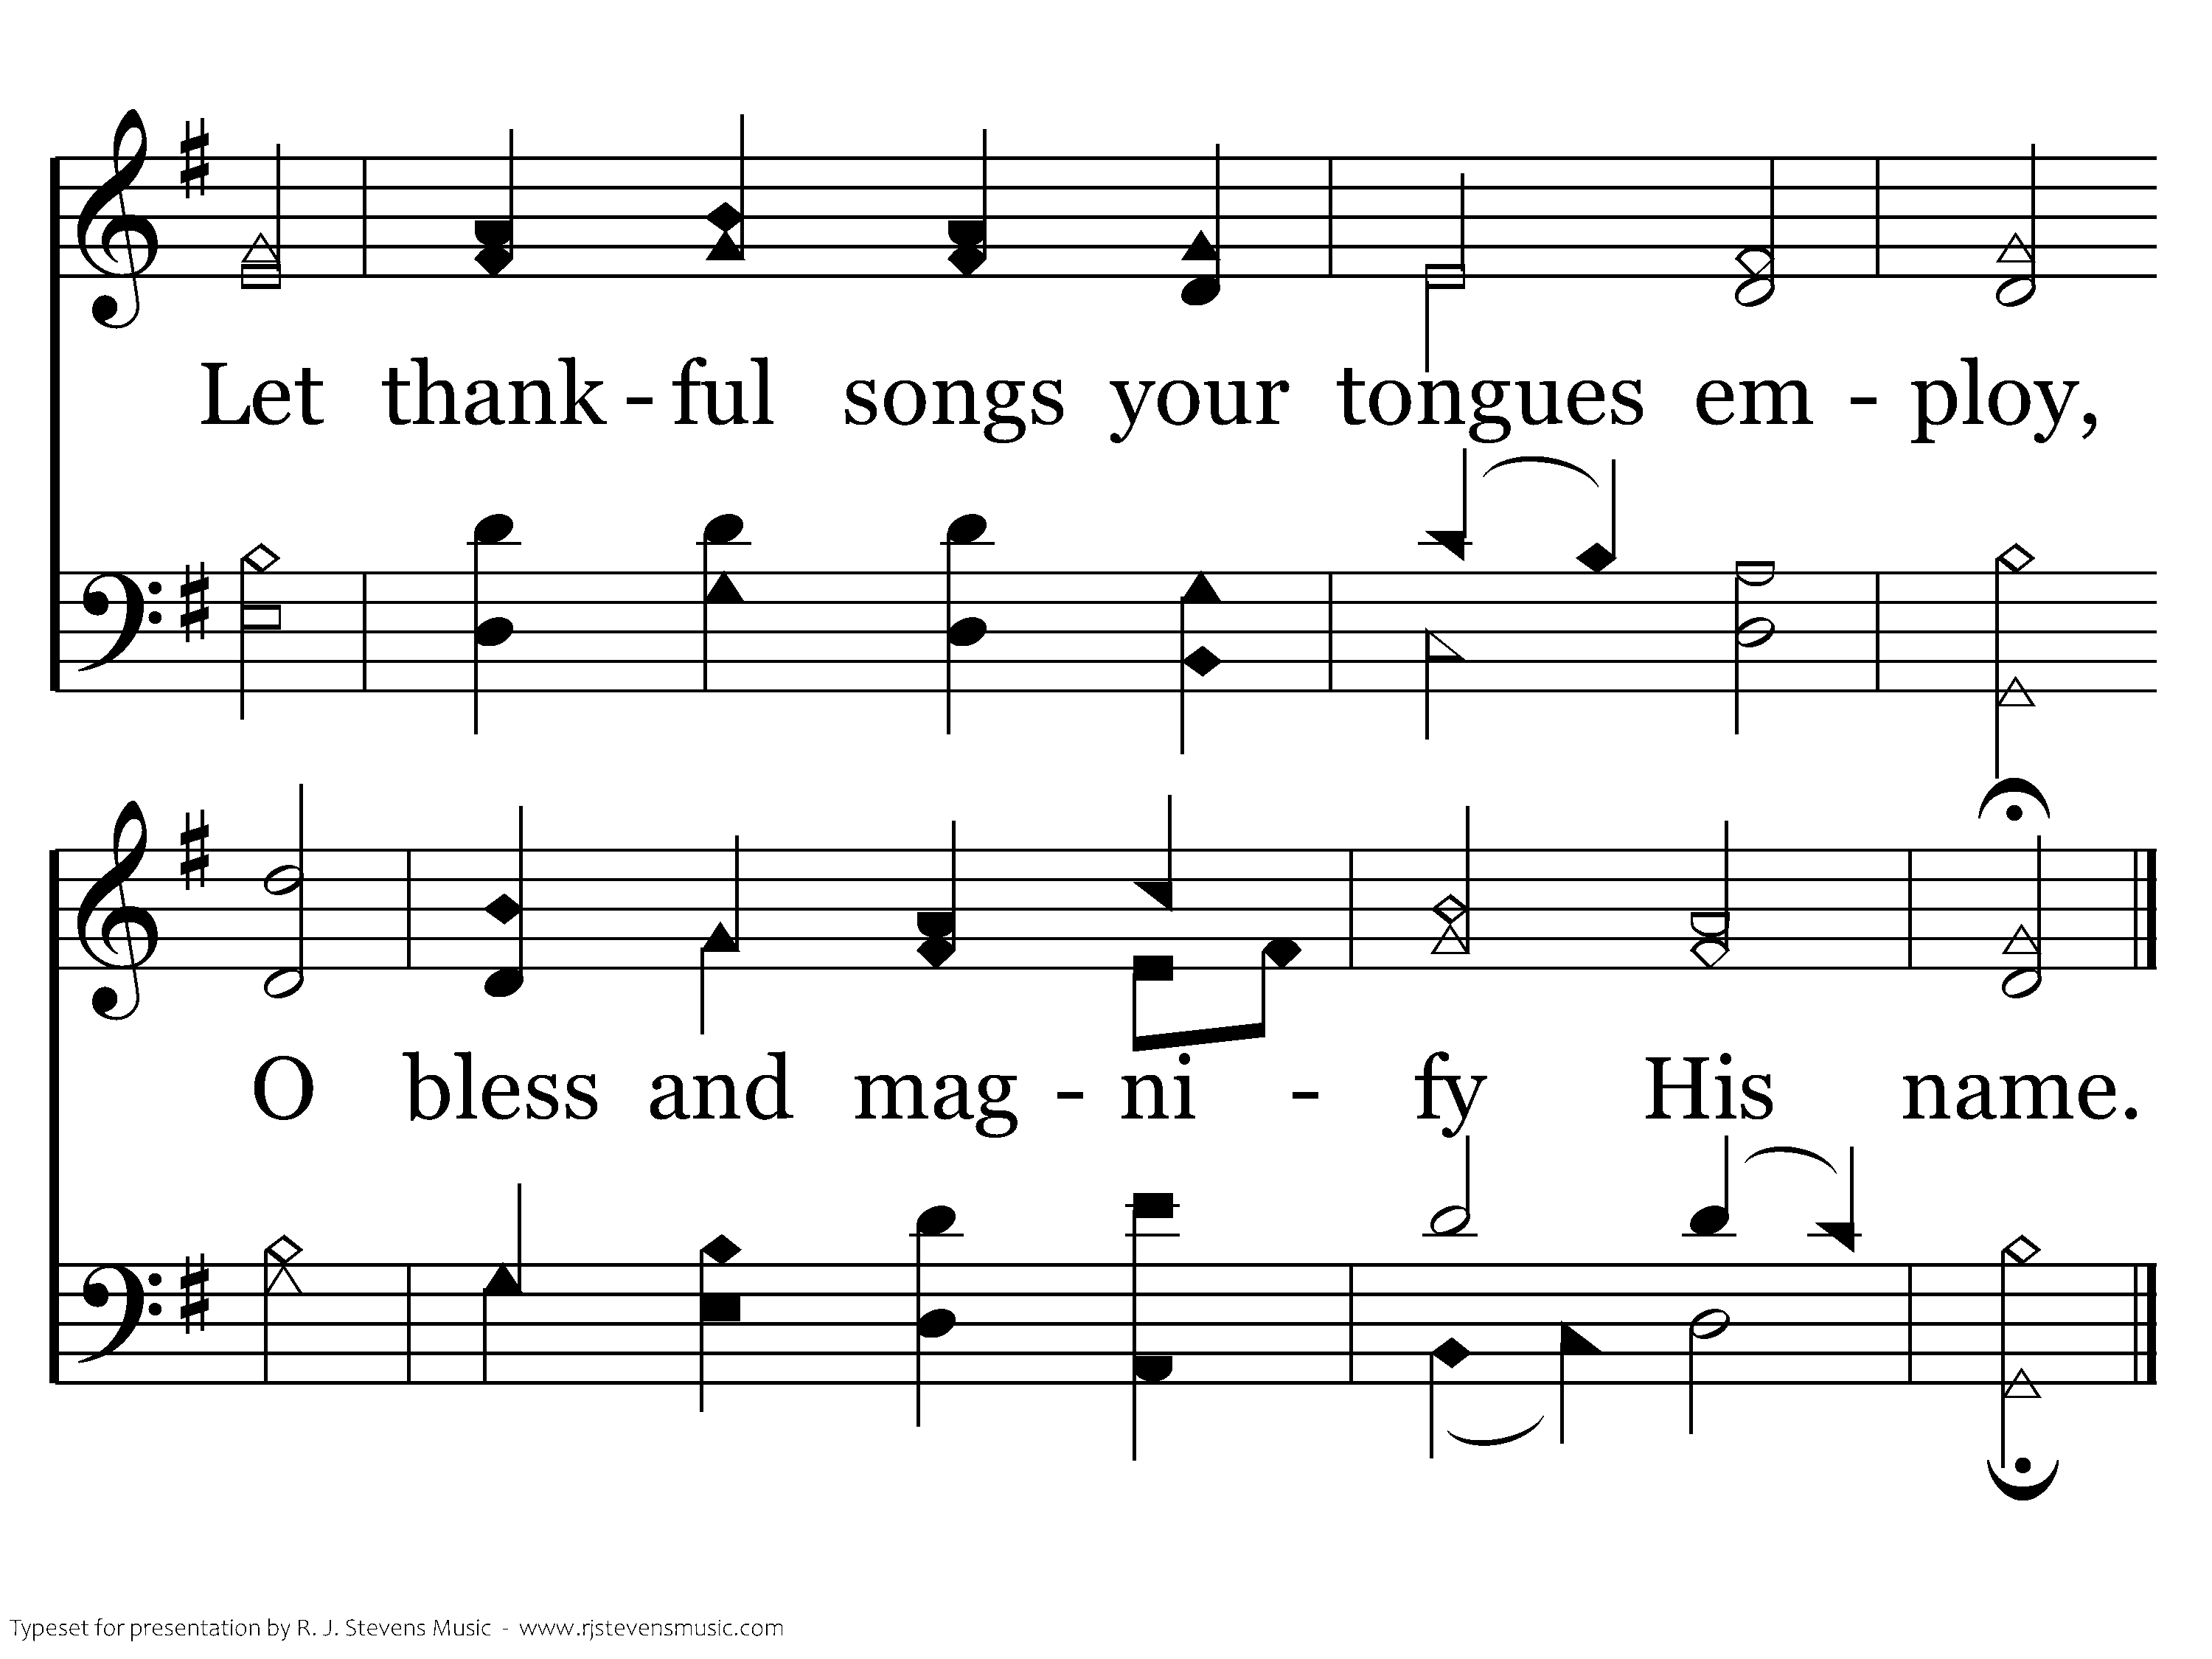 Let thank - ful songs your tongues em - ploy,
O bless and mag - ni - fy His name.
Typeset for presentation by R. J. Stevens Music - www.rjstevensmusic.com